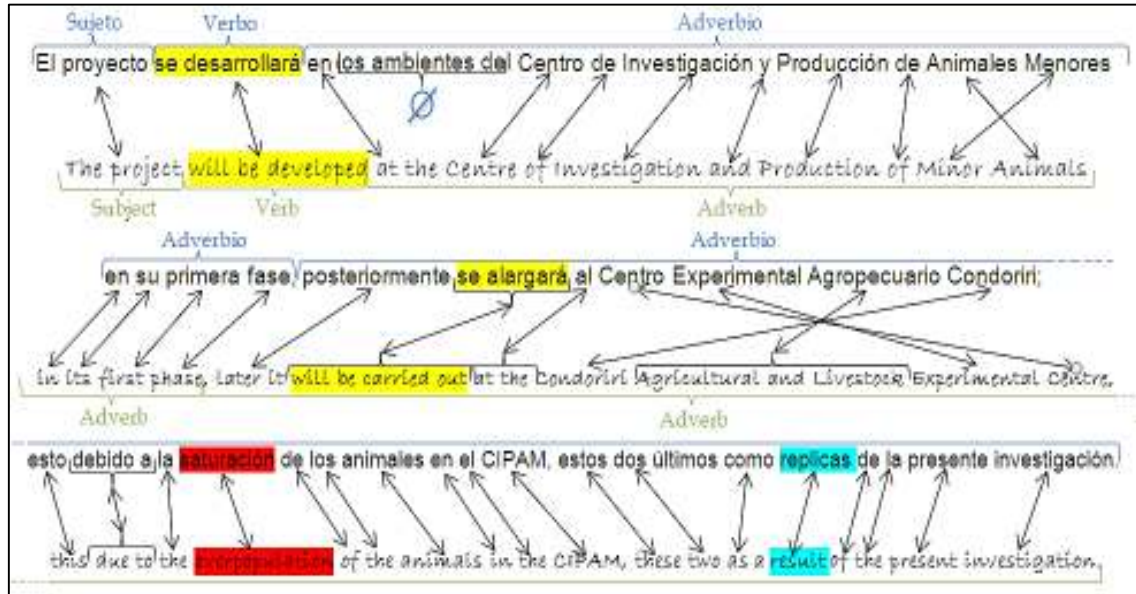 Sujeto Verbo Adverbio
El proyecto se desarrollará en los ambientes del Centro de Investigación y Producción de Animales Menores
The project will be developed at the Centre of Investigation and Production of Minor Animals
Subject Verb Adverb
Adverbio Adverbio
en su primera fase, posteriormente se alargará al Centro Experimental Agropecuario Condoriri;
in its first phase, later it will be carried out at the Condoriri Agricultural and Livestock Experimental Centre,
Adverb Adverb
esto debido a la saturación de los animales en el CIPAM, estos dos últimos como replicas de la presente investigación
this due to the overpopulation of the animals in the CIPAM, these two as a result of the present investigation